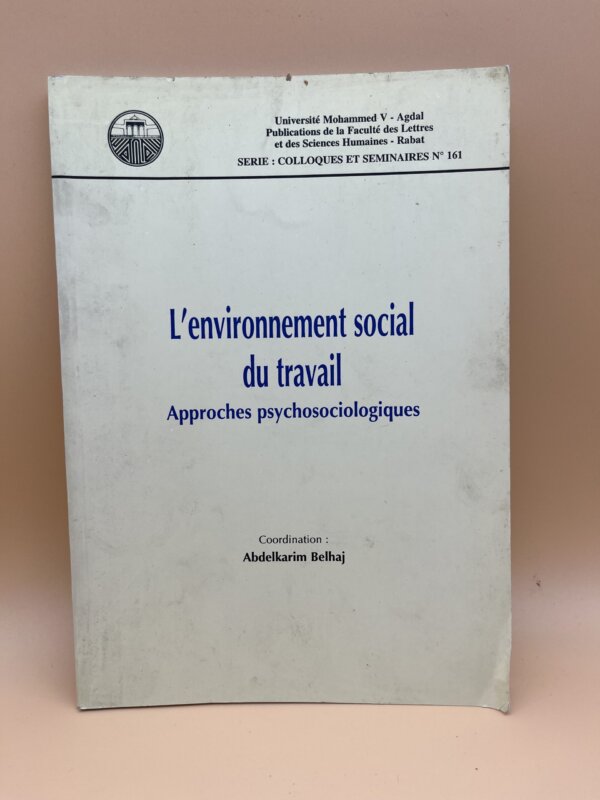 Université Mohammed V - Agdal
Publications de la Faculté des Lettres
et des Sciences Humaines - Rabat
SERIE : COLLOQUES ET SEMINAIRES N° 161
L'environnement social
du travail
Approches psychosociologiques
Coordination :
Abdelkarim Belhaj